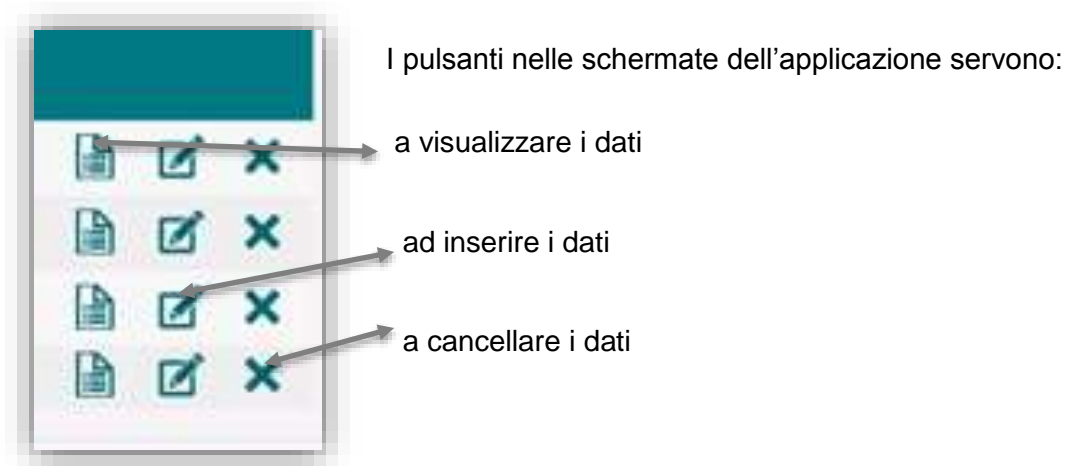 I pulsanti nelle schermate dell’applicazione servono:
a visualizzare i dati
ad inserire i dati
a cancellare i dati